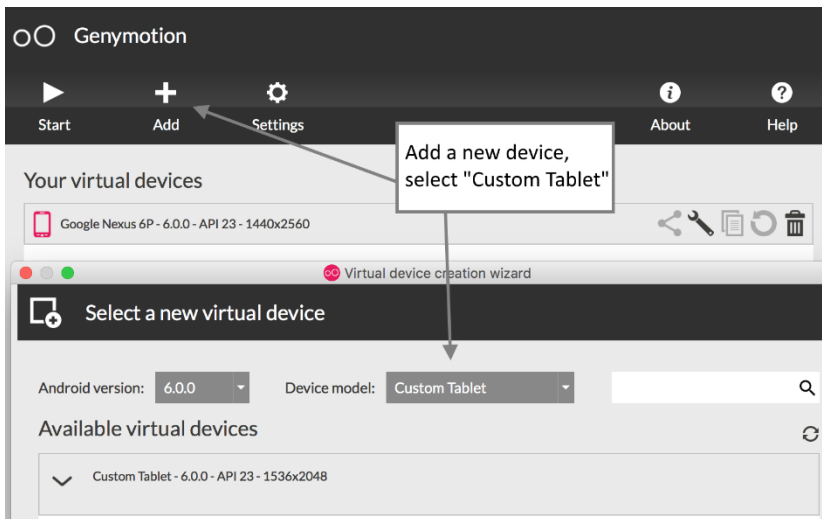 Genymotion
Start Add Settings About Help
Add a new device,
select "Custom Tablet"
Your virtual devices
Google Nexus 6P - 6.0.0 - API 23 - 1440x2560
Virtual device creation wizard
Select a new virtual device
Android version: 6.0.0 Device model: Custom Tablet
Available virtual devices
Custom Tablet - 6.0.0 - API 23 - 1536x2048